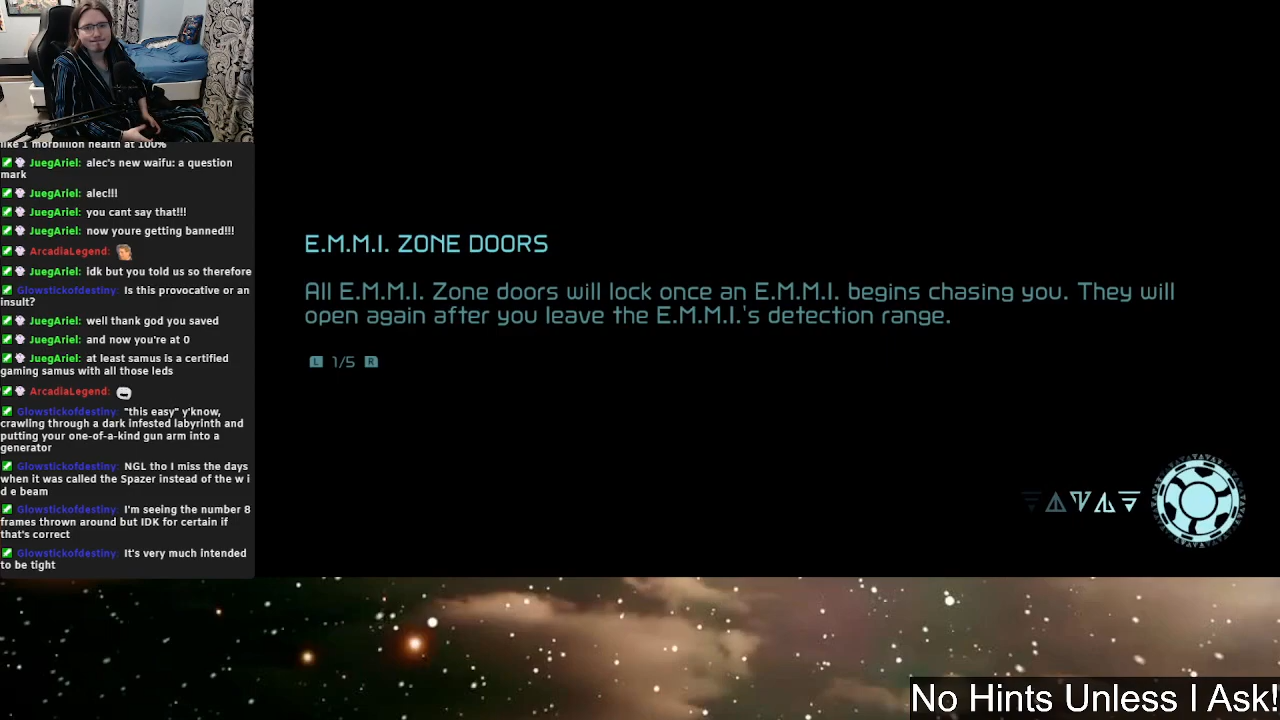 like 1 morbillion health at 100%
JuegAriel: alec's new waifu: a question
mark
JuegAriel: alec!!!
JuegAriel: you cant say that!!!
JuegAriel: now youre getting banned!!!
ArcadiaLegend:
JuegAriel: idk but you told us so therefore
Glowstickofdestiny: Is this provocative or an
insult?
JuegAriel: well thank god you saved
JuegAriel: and now you're at 0
JuegAriel: at least samus is a certified
gaming samus with all those leds
ArcadiaLegend:
Glowstickofdestiny: "this easy" y'know,
crawling through a dark infested labyrinth and
putting your one-of-a-kind gun arm into a
generator
Glowstickofdestiny: NGL tho I miss the days
when it was called the Spazer instead of the w i
d e beam
Glowstickofdestiny: I'm seeing the number 8
frames thrown around but IDK for certain if
that's correct
Glowstickofdestiny: It's very much intended
to be tight
E.M.M.I. ZONE DOORS
All E.M.M.I. Zone doors will lock once an E.M.M.I. begins chasing you. They will
open again after you leave the E.M.M.I.'s detection range.
L 1/5 R
No Hints Unless I Ask!